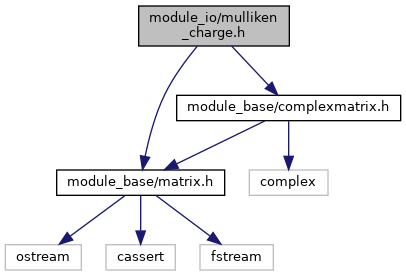 module_io/mulliken
_charge.h
module_base/complexmatrix.h
module_base/matrix.h
complex
ostream
cassert
fstream